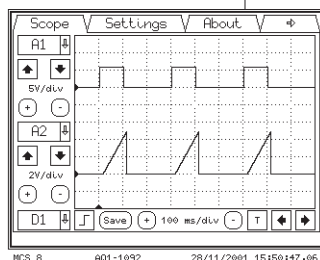 Scope Settings About
A1
5V/div
+ -
A2
2V/div
+ -
D1 Save + 100 ms/div - T
MCS 8 AO1-1092 28/11/2001 15:50:47.06